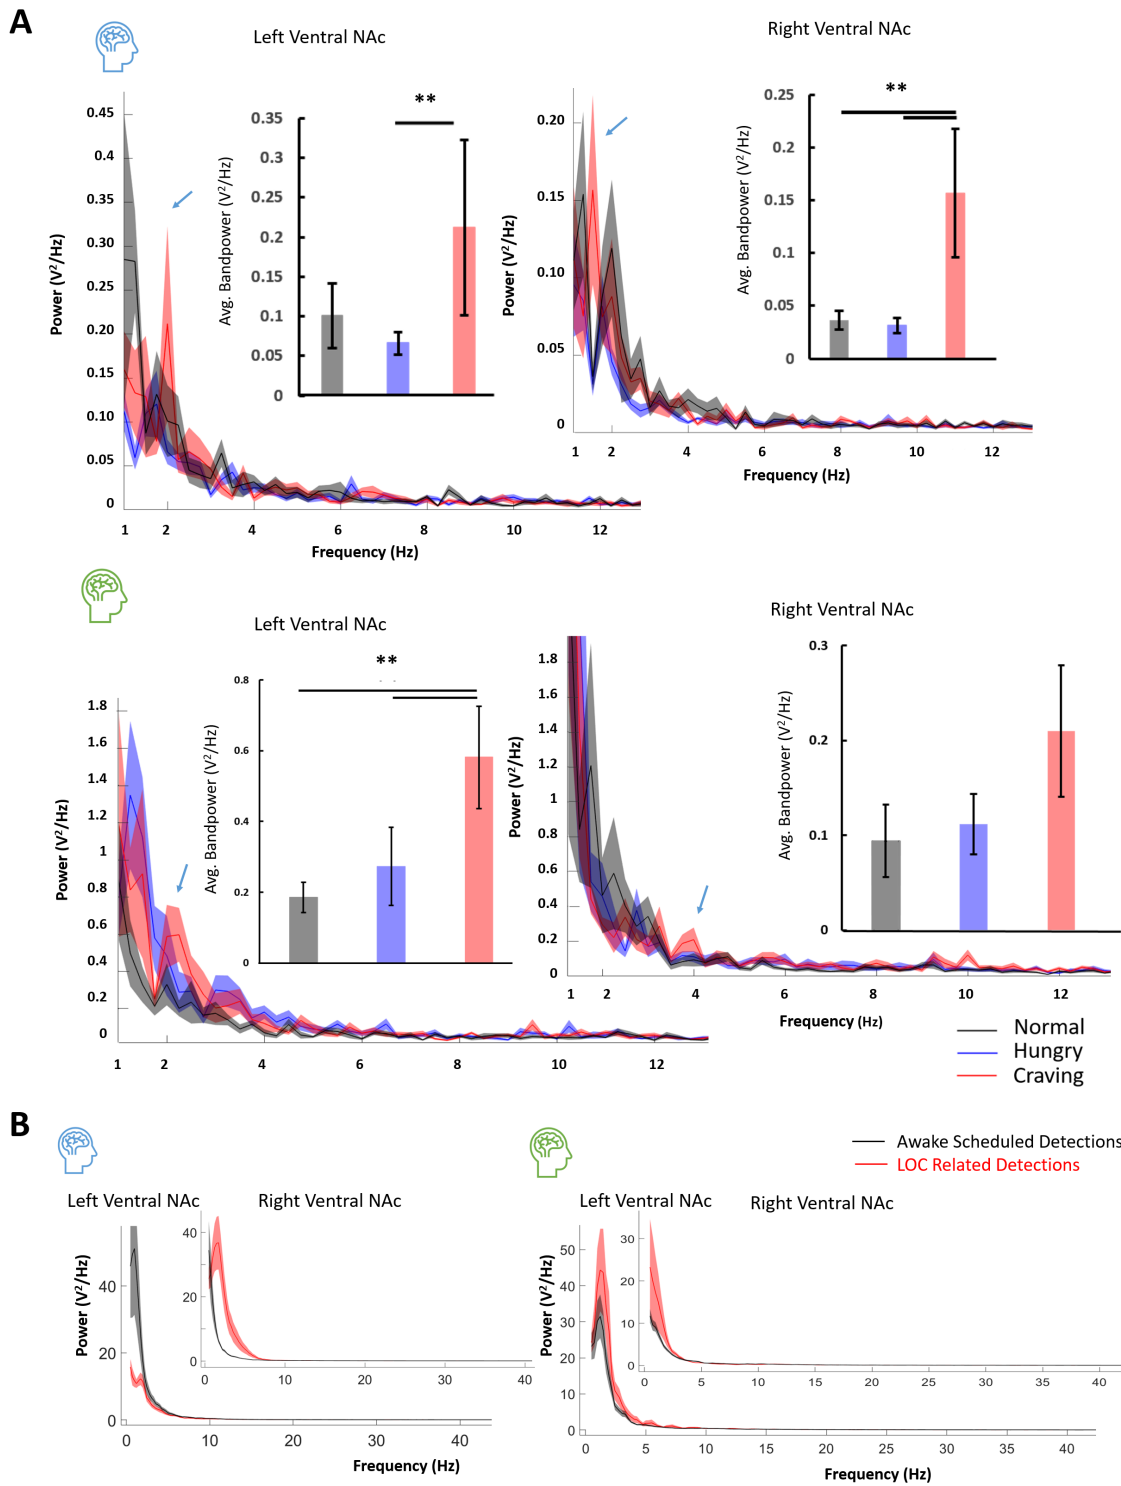 A
Left Ventral NAc
Right Ventral NAc
Power (V²/Hz)
0.45
0.4
0.35
0.30
0.25
0.20
0.15
0.10
0.05
0
1 2 4 6 8 10 12
Frequency (Hz)
Avg. Bandpower (V²/Hz)
0.35
0.3
0.25
0.2
0.15
0.1
0.05
0
**
Power (V²/Hz)
0.20
0.15
0.10
0.05
0
1 2 4 6 8 10 12
Frequency (Hz)
Avg. Bandpower (V²/Hz)
0.25
0.2
0.15
0.1
0.05
0
**
Left Ventral NAc
Right Ventral NAc
Power (V²/Hz)
1.8
1.6
1.4
1.2
1
0.8
0.6
0.4
0.2
0
1 2 4 6 8 10 12
Avg. Bandpower (V²/Hz)
0.8
0.6
0.4
0.2
0
**
Power (V²/Hz)
1.8
1.6
1.4
1.2
1
0.8
0.6
0.4
0.2
0
1 2 4 6 8 10 12
Frequency (Hz)
Avg. Bandpower (V²/Hz)
0.3
0.2
0.1
0
Normal
Hungry
Craving
B
Awake Scheduled Detections
LOC Related Detections
Left Ventral NAc
Right Ventral NAc
Power (V²/Hz)
40
20
0
0 10 20 30 40
Frequency (Hz)
40
20
0
0 10 20 30 40
Left Ventral NAc
Right Ventral NAc
Power (V²/Hz)
50
40
30
20
10
0
0 5 10 15 20 25 30 35 40
Frequency (Hz)
30
20
10
0
0 5 10 15 20 25 30 35 40